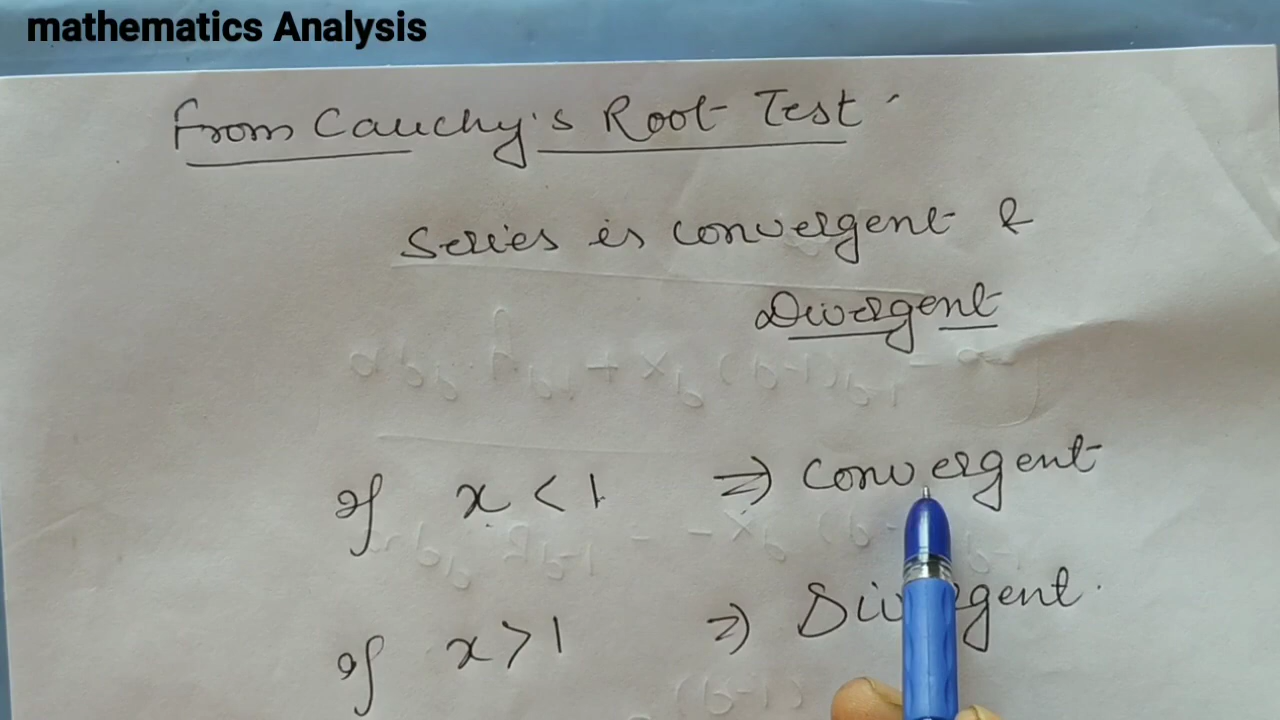 mathematics Analysis
From Cauchy's Root Test
Series is convergent &
Divergent
If x < 1 ⇒ Convergent
If x > 1 ⇒ Divergent.